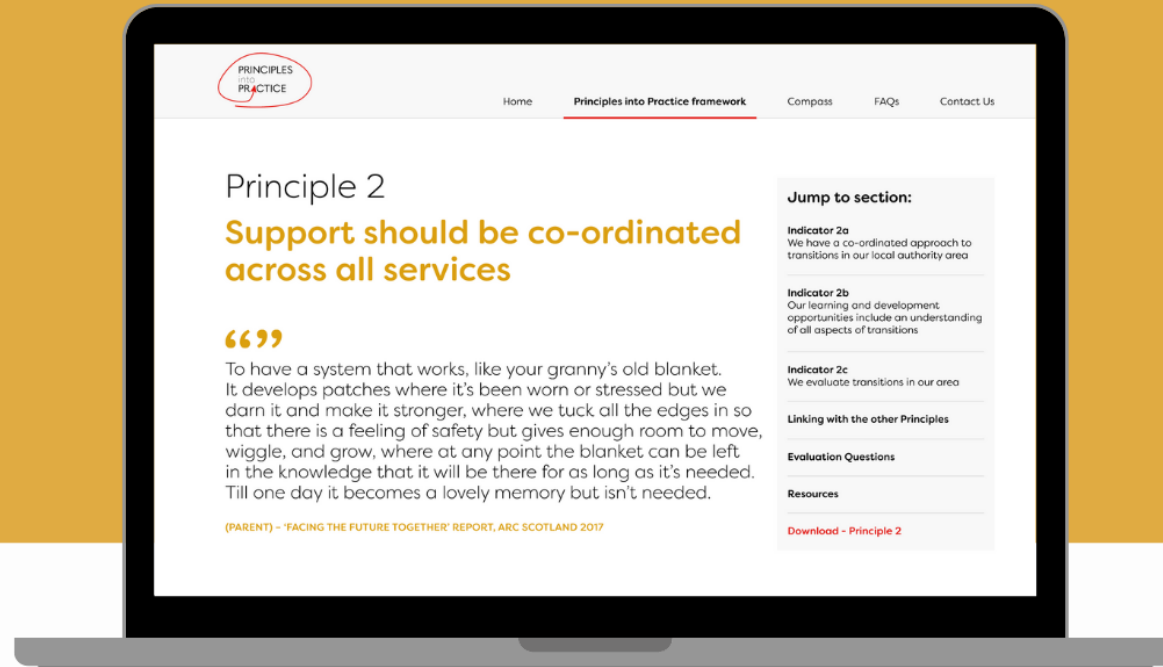 PRINCIPLES
into
PRACTICE
Home
Principles into Practice framework
Compass
FAQs
Contact Us
Principle 2
Support should be co-ordinated
across all services
“”
To have a system that works, like your granny’s old blanket.
It develops patches where it’s been worn or stressed but we
darn it and make it stronger, where we tuck all the edges in so
that there is a feeling of safety but gives enough room to move,
wiggle, and grow, where at any point the blanket can be left
in the knowledge that it will be there for as long as it’s needed.
Till one day it becomes a lovely memory but isn’t needed.
(PARENT) – ‘FACING THE FUTURE TOGETHER’ REPORT, ARC SCOTLAND 2017
Jump to section:
Indicator 2a
We have a co-ordinated approach to
transitions in our local authority area
Indicator 2b
Our learning and development
opportunities include an understanding
of all aspects of transitions
Indicator 2c
We evaluate transitions in our area
Linking with the other Principles
Evaluation Questions
Resources
Download - Principle 2